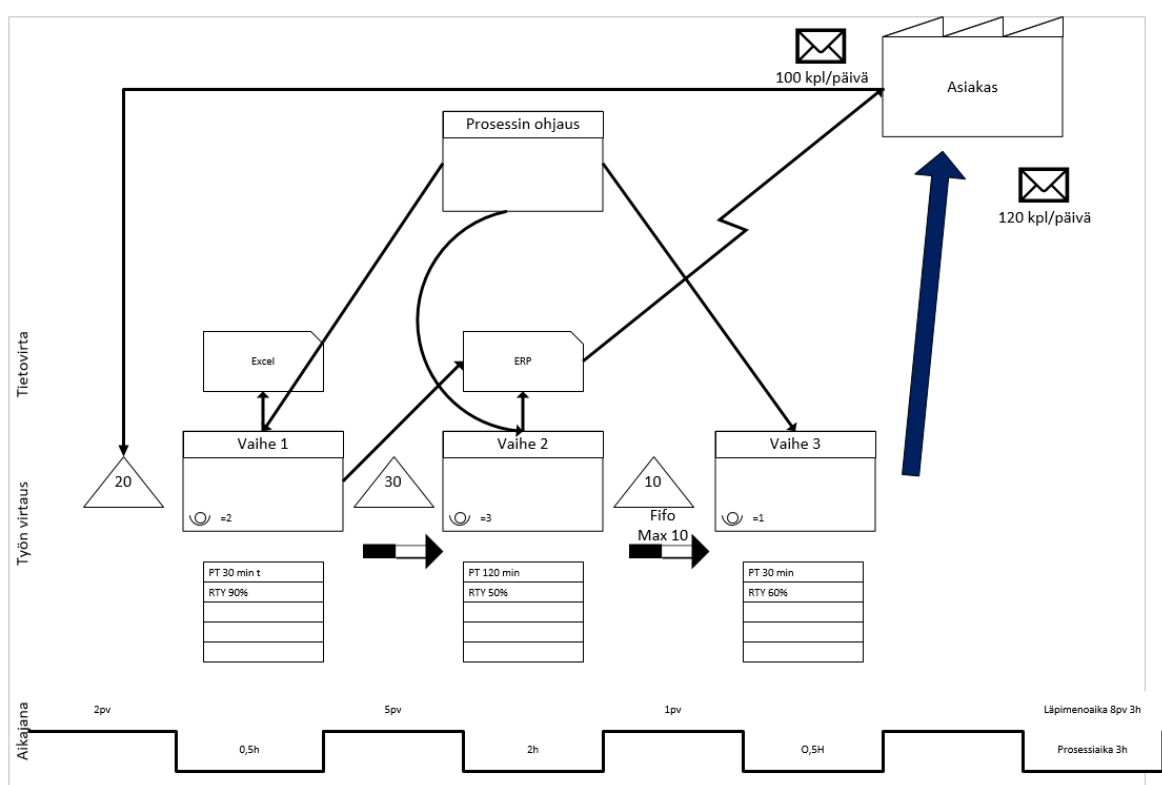 100 kpl/päivä
Asiakas
Prosessin ohjaus
120 kpl/päivä
Tietovirta
Excel
ERP
Työn virtaus
20
Vaihe 1
=2
30
Vaihe 2
=3
10
Fifo
Max 10
Vaihe 3
=1
PT 30 min t
RTY 90%
PT 120 min
RTY 50%
PT 30 min
RTY 60%
Aikajana
2pv
5pv
1pv
Läpimenoaika 8pv 3h
0,5h
2h
O,5H
Prosessiaika 3h